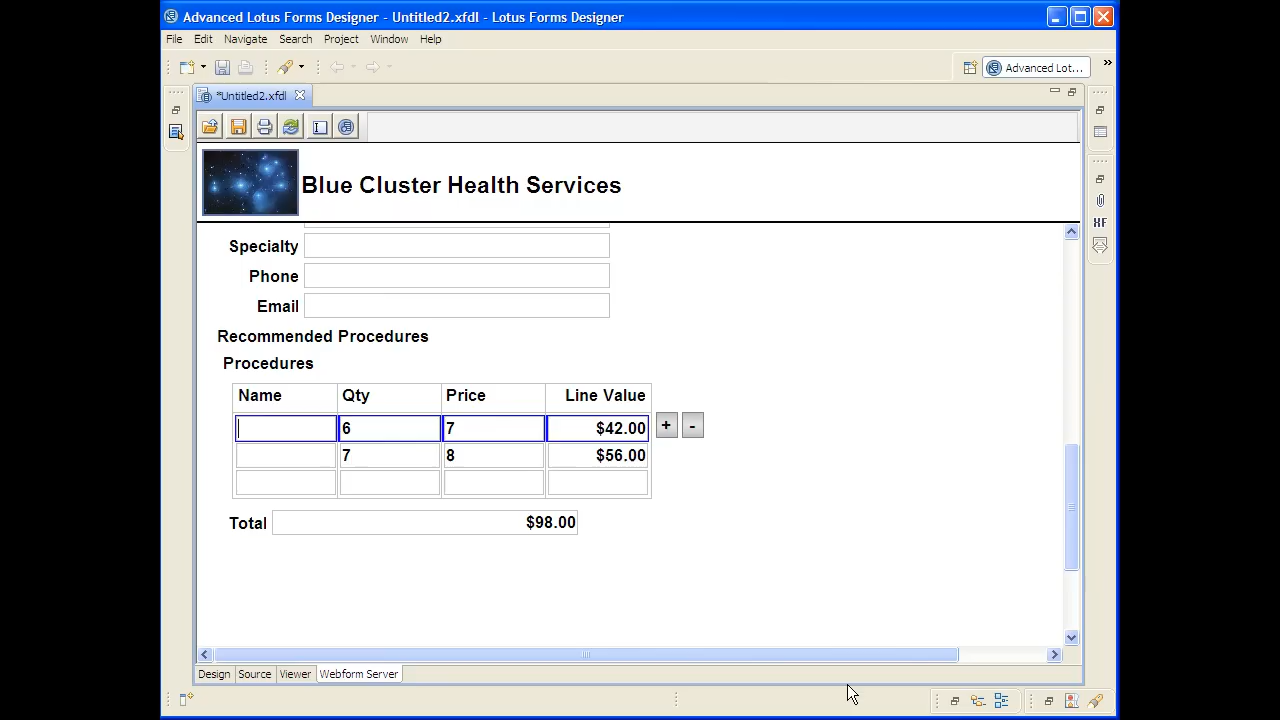 Advanced Lotus Forms Designer - Untitled2.xfdl - Lotus Forms Designer
File Edit Navigate Search Project Window Help
Advanced Lot... »
*Untitled2.xfdl
Blue Cluster Health Services
Specialty
Phone
Email
XF
Recommended Procedures
Procedures
Name Qty Price Line Value
6 7 $42.00 + -
7 8 $56.00
Total $98.00
Design Source Viewer Webform Server